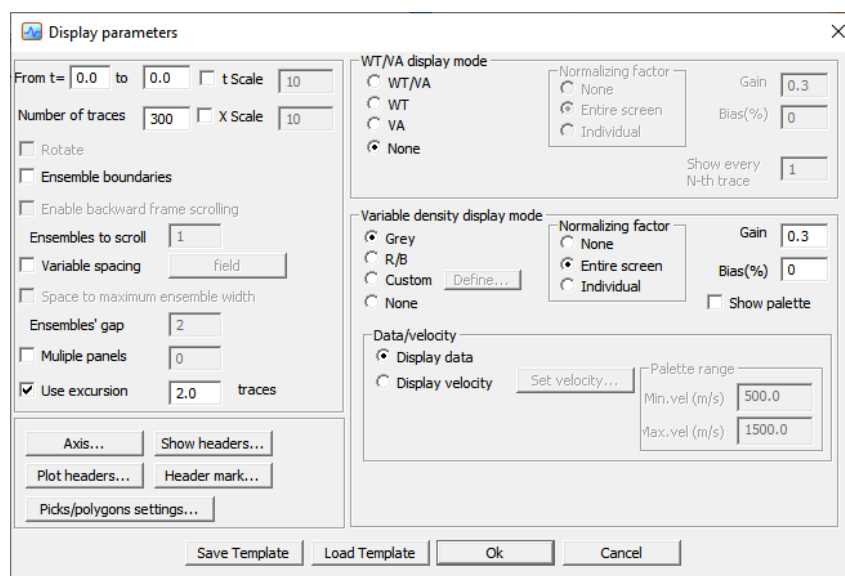 Display parameters
From t= 0.0 to 0.0 t Scale 10
Number of traces 300 X Scale 10
Rotate
Ensemble boundaries
Enable backward frame scrolling
Ensembles to scroll 1
Variable spacing field
Space to maximum ensemble width
Ensembles' gap 2
Muliple panels 0
Use excursion 2.0 traces
Axis... Show headers...
Plot headers... Header mark...
Picks/polygons settings...
WT/VA display mode
WT/VA
WT
VA
None
Normalizing factor
None
Entire screen
Individual
Gain 0.3
Bias(%) 0
Show every
N-th trace 1
Variable density display mode
Grey
R/B
Custom Define...
None
Normalizing factor
None
Entire screen
Individual
Gain 0.3
Bias(%) 0
Show palette
Data/velocity
Display data
Display velocity Set velocity...
Palette range
Min.vel (m/s) 500.0
Max.vel (m/s) 1500.0
Save Template Load Template Ok Cancel